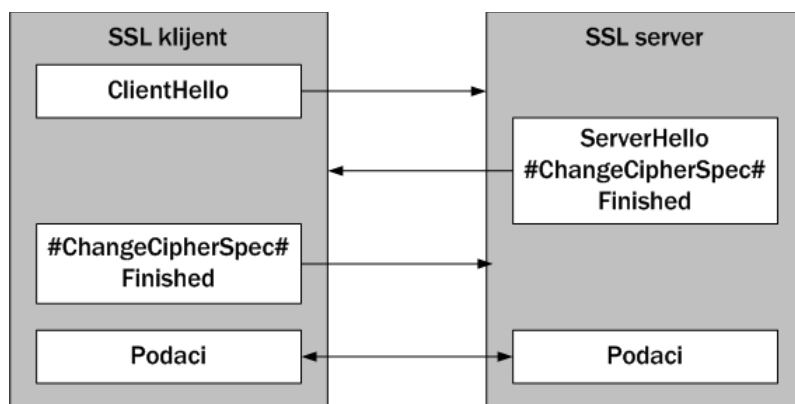 SSL klijent
SSL server
ClientHello
ServerHello
#ChangeCipherSpec#
Finished
#ChangeCipherSpec#
Finished
Podaci
Podaci